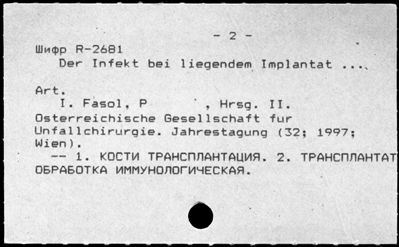 - 2 -
Шифр R-2681
Der Infekt bei liegendem Implantat ...
Art.
I. Fasol, P , Hrsg. II.
Osterreichische Gesellschaft fur
Unfallchirurgie. Jahrestagung (32; 1997;
Wien).
-- 1. КОСТИ ТРАНСПЛАНТАЦИЯ. 2. ТРАНСПЛАНТАТ
ОБРАБОТКА ИММУНОЛОГИЧЕСКАЯ.